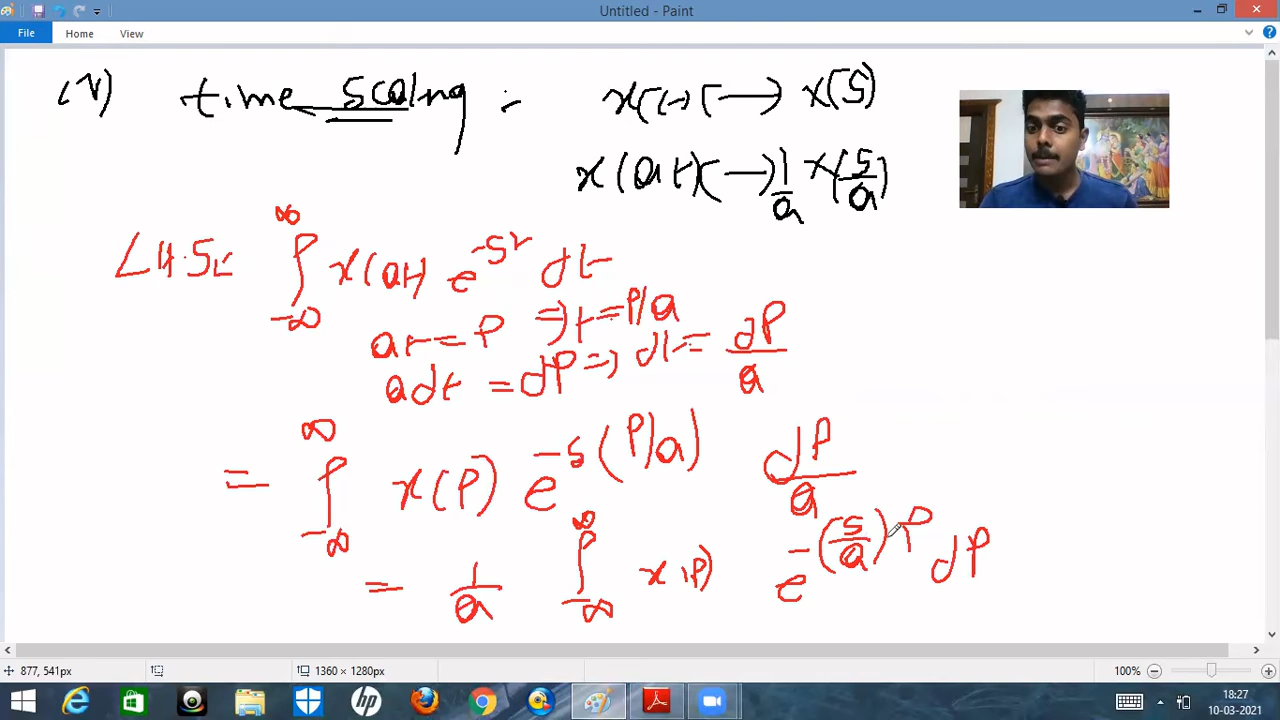 Untitled - Paint
File Home View
(V) time scaling :- x(t) ⟷ X(S)
x(at) ⟷ 1/a X(S/a)
L.H.S:- ∫_{-∞}^{∞} x(at) e^{-st} dt
at = P ⇒ t = P/a
adt = dP ⇒ dt = dP/a
= ∫_{-∞}^{∞} x(P) e^{-s(P/a)} dP/a
= 1/a ∫_{-∞}^{∞} x(P) e^{-(S/a)P} dP
877, 541px 1360 × 1280px 100%
18:27
10-03-2021